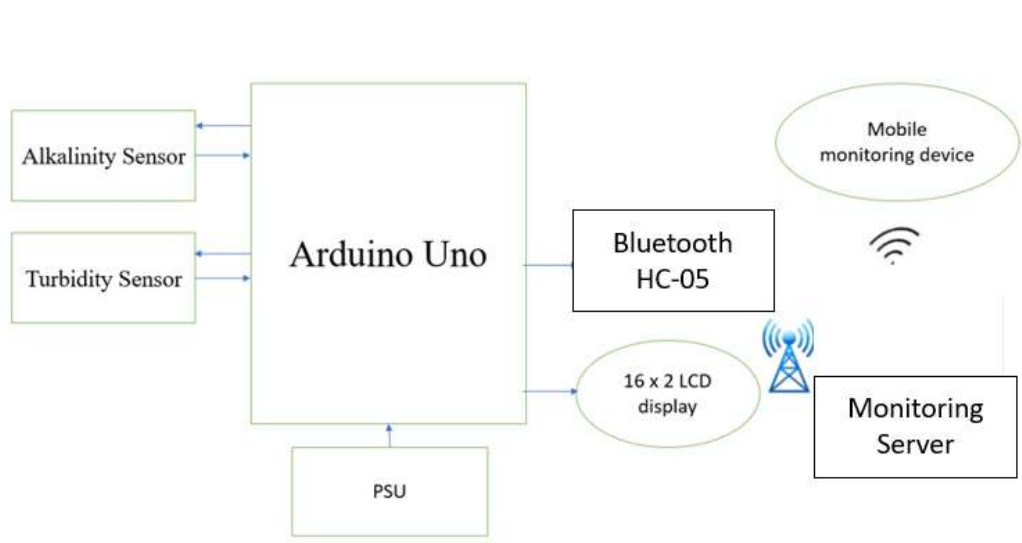 Alkalinity Sensor
Turbidity Sensor
Arduino Uno
PSU
Bluetooth
HC-05
16 x 2 LCD
display
Mobile
monitoring device
Monitoring
Server